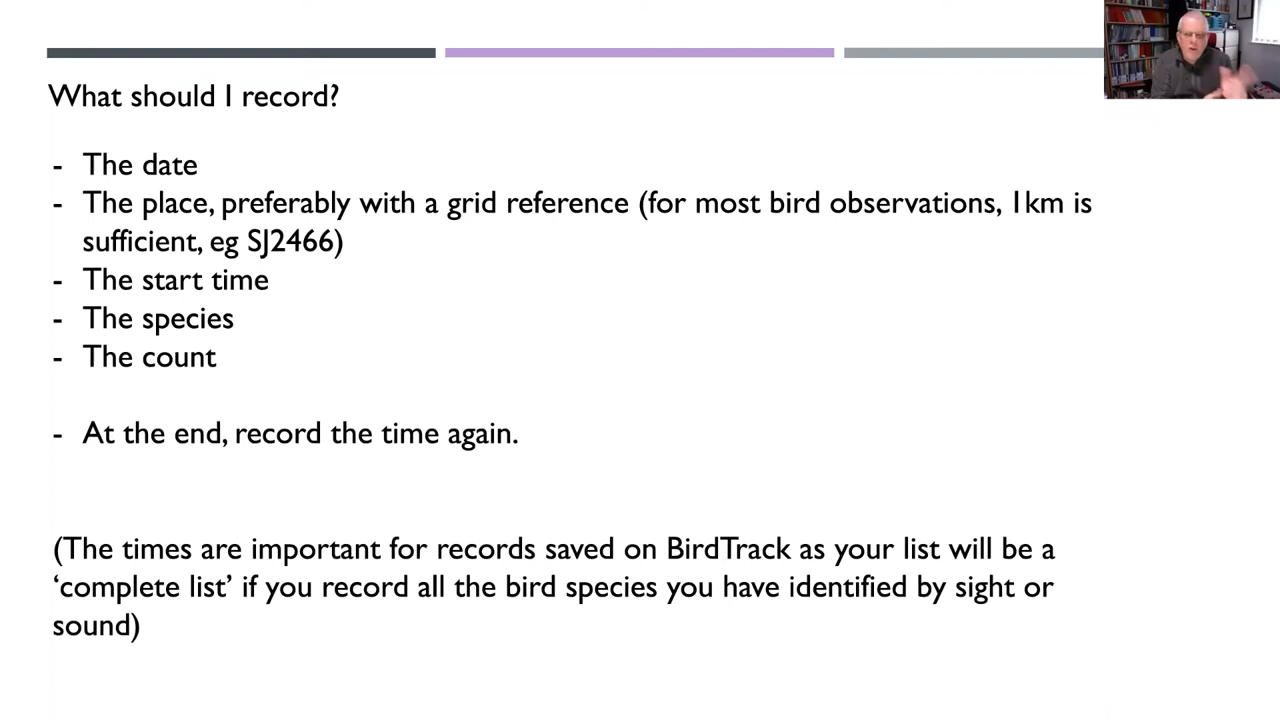 What should I record?
- The date
- The place, preferably with a grid reference (for most bird observations, 1km is
sufficient, eg SJ2466)
- The start time
- The species
- The count
- At the end, record the time again.
(The times are important for records saved on BirdTrack as your list will be a
‘complete list’ if you record all the bird species you have identified by sight or
sound)